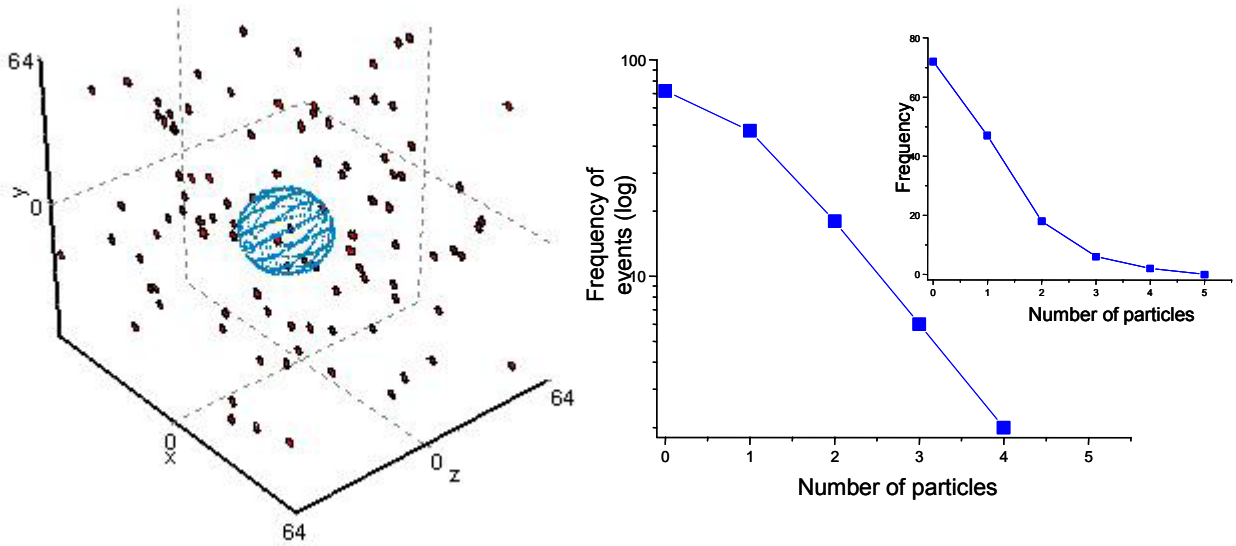 64
y
0
0
x
64
0
z
64
100
10
Frequency of
events (log)
0 1 2 3 4 5
Number of particles
80
60
40
20
0
Frequency
0 1 2 3 4 5
Number of particles